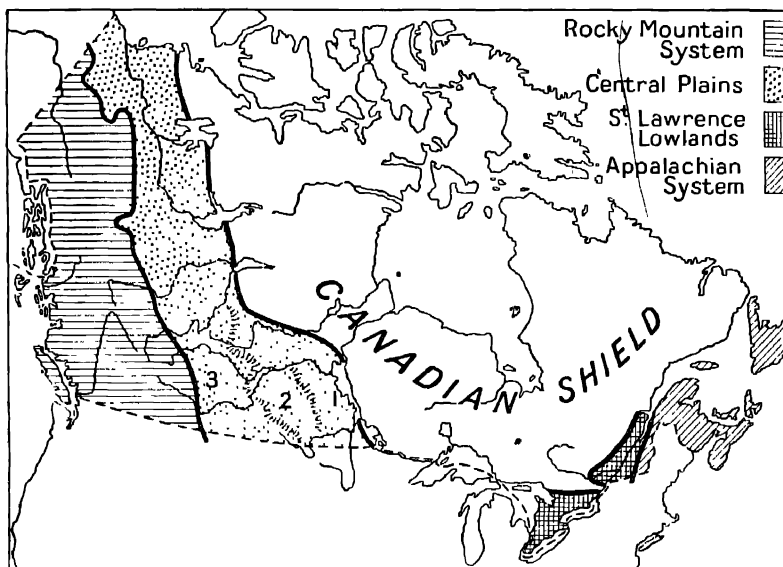 Rocky Mountain
System
Central Plains
St. Lawrence
Lowlands
Appalachian
System
CANADIAN SHIELD
3
2
1